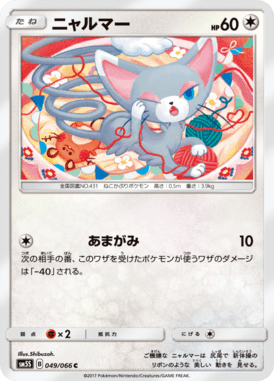 たね ニャルマー HP60
全国図鑑NO.431 ねこかぶりポケモン 高さ：0.5m 重さ：3.9kg
あまがみ 10
次の相手の番、このワザを受けたポケモンが使うワザのダメージ
は「-40」される。
弱点 ×2 抵抗力 にげる
Illus.Shibuzoh.
SM5S B 049/066 C
ご機嫌な ニャルマーは 尻尾で 新体操の
リボンのような 美しい 動きを 見せる。
©2017 Pokémon/Nintendo/Creatures/GAME FREAK.